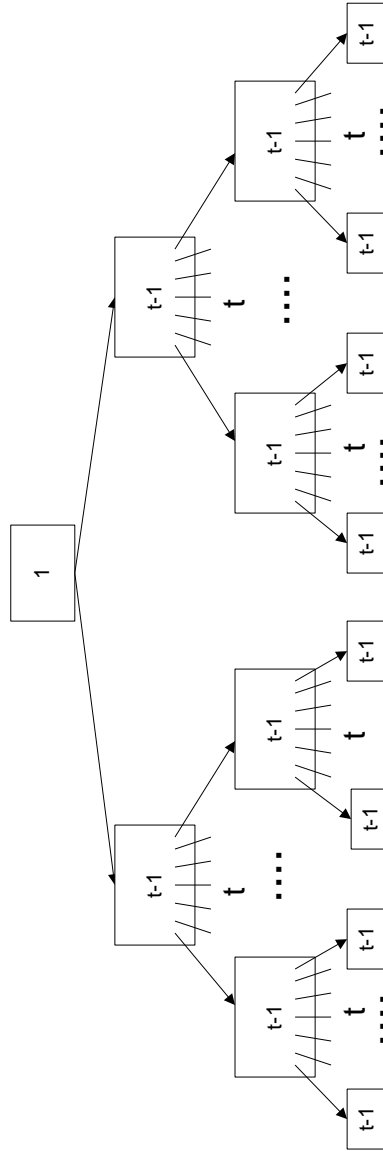 1
t-1 t-1
t t
.... ....
t-1 t-1 t-1 t-1
t t t t
.... .... ....
t-1 t-1 t-1 t-1 t-1 t-1 t-1 t-1